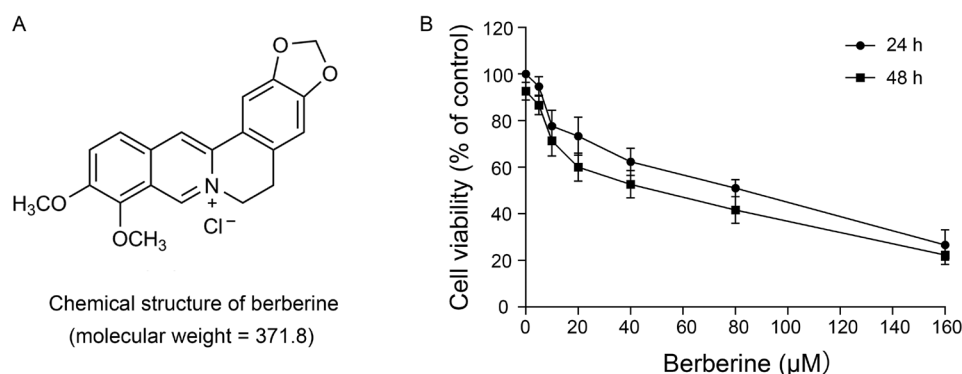 A
O
O
N
+
Cl−
H3CO
OCH3
Chemical structure of berberine
(molecular weight = 371.8)
B
120
100
80
60
40
20
0
Cell viability (% of control)
24 h
48 h
0 20 40 60 80 100 120 140 160
Berberine (μM)